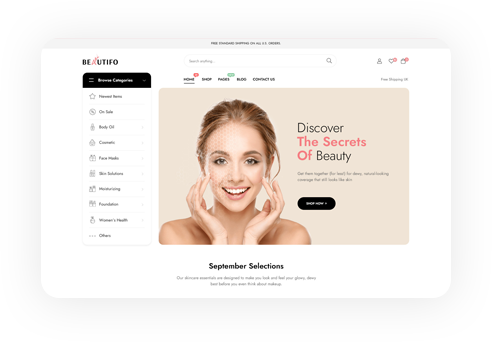 FREE STANDARD SHIPPING ON ALL U.S. ORDERS.
BEAUTIFO
Search Anything...
Browse Categories
HOME
SHOP
PAGES
BLOG
CONTACT US
Free Shipping
Newest Items
On Sale
Body Oil
Cosmetic
Face Masks
Skin Solutions
Moisturizing
Foundation
Women's Health
Others
Discover
The Secrets
Of Beauty
Get them together (for less!) for dewy, natural-looking
coverage that still looks like skin.
SHOP NOW
September Selections
Our skincare essentials are designed to make you look and feel your glowy, dewy,
best before you even think about makeup.